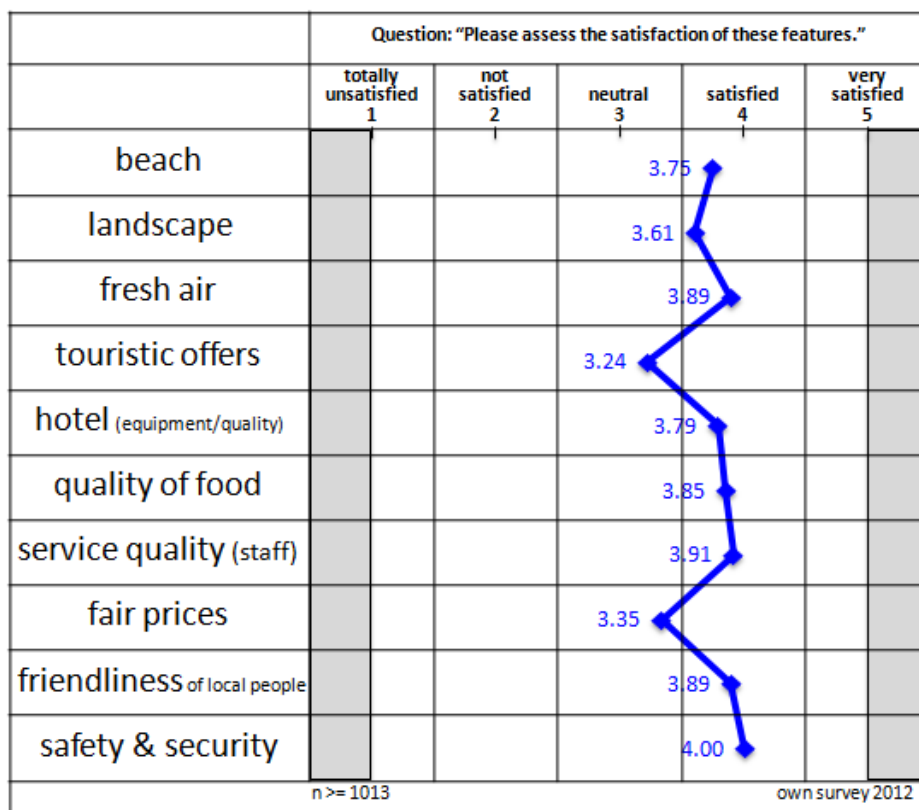 Question: “Please assess the satisfaction of these features.”
totally unsatisfied 1
not satisfied 2
neutral 3
satisfied 4
very satisfied 5
beach 3.75
landscape 3.61
fresh air 3.89
touristic offers 3.24
hotel (equipment/quality) 3.79
quality of food 3.85
service quality (staff) 3.91
fair prices 3.35
friendliness of local people 3.89
safety & security 4.00
n >= 1013 own survey 2012